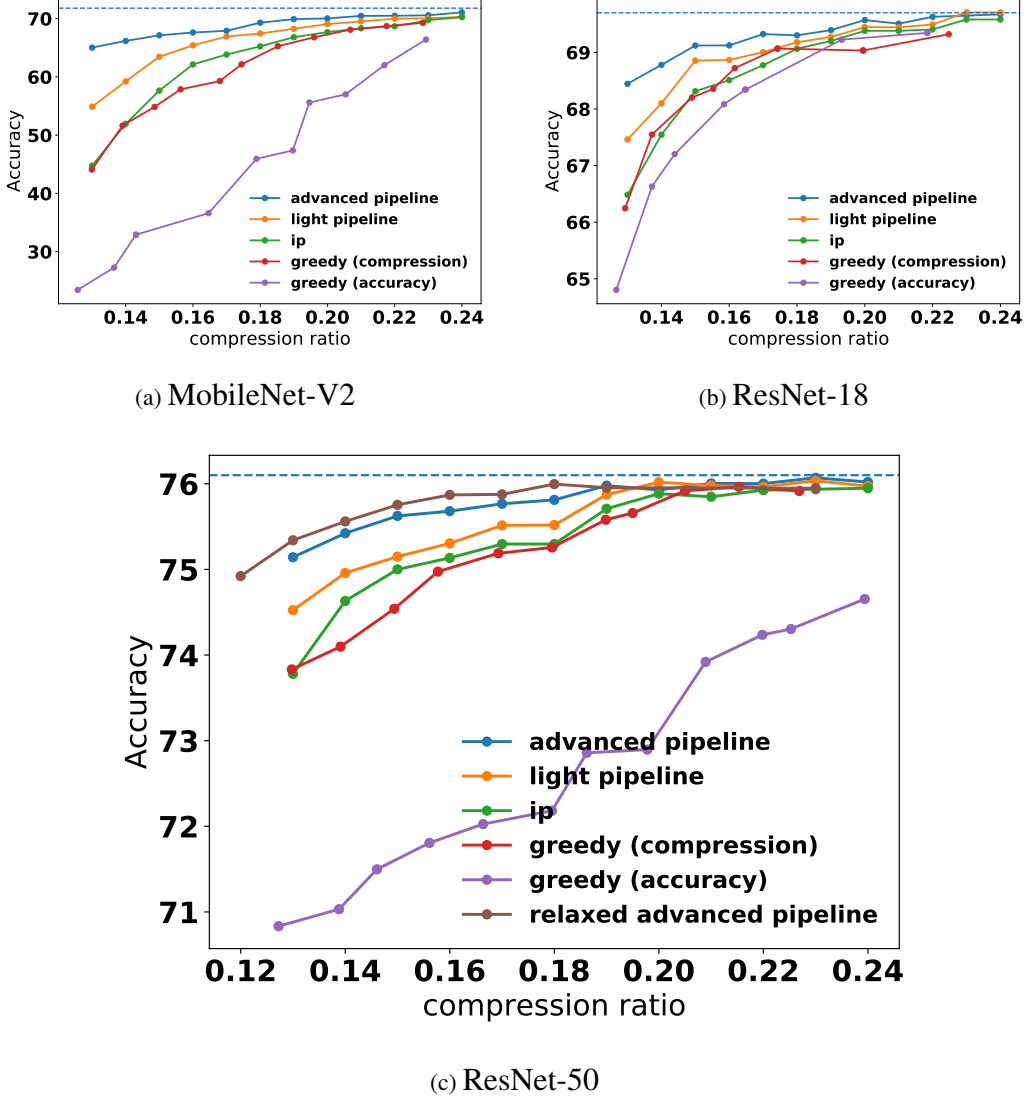 70
60
50
40
30
Accuracy
advanced pipeline
light pipeline
ip
greedy (compression)
greedy (accuracy)
0.14 0.16 0.18 0.20 0.22 0.24
compression ratio
(a) MobileNet-V2
69
68
67
66
65
Accuracy
advanced pipeline
light pipeline
ip
greedy (compression)
greedy (accuracy)
0.14 0.16 0.18 0.20 0.22 0.24
compression ratio
(b) ResNet-18
76
75
74
73
72
71
Accuracy
advanced pipeline
light pipeline
ip
greedy (compression)
greedy (accuracy)
relaxed advanced pipeline
0.12 0.14 0.16 0.18 0.20 0.22 0.24
compression ratio
(c) ResNet-50